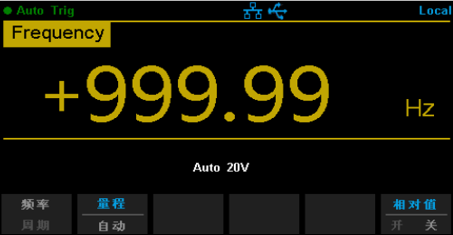 Auto Trig Local
Frequency
+999.99 Hz
Auto 20V
频率 量程 相对值
周期 自动 开 关